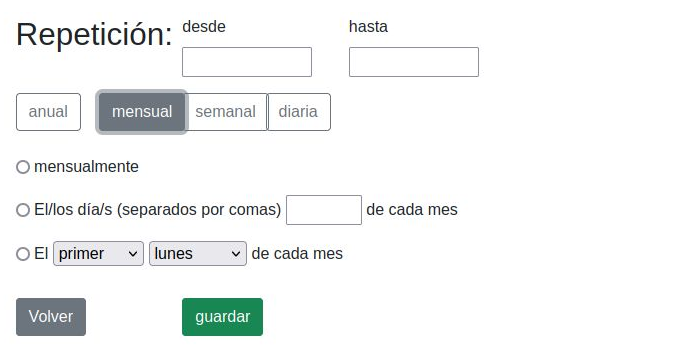 Repetición: desde hasta
anual mensual semanal diaria
mensualmente
El/los día/s (separados por comas) de cada mes
El primer lunes de cada mes
Volver guardar